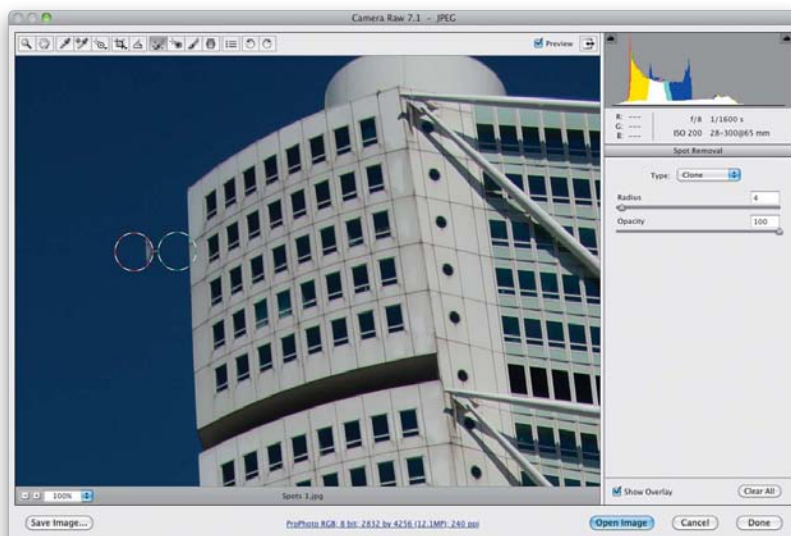 Camera Raw 7.1 - JPEG
Preview
R: ---
G: ---
B: ---
f/8 1/1600 s
ISO 200 28-300@65 mm
Spot Removal
Type: Clone
Radius 4
Opacity 100
100%
Spots 1.jpg
Show Overlay
Clear All
Save Image...
ProPhoto RGB; 8 bit; 2832 by 4256 (12.1MP); 240 ppi
Open Image
Cancel
Done